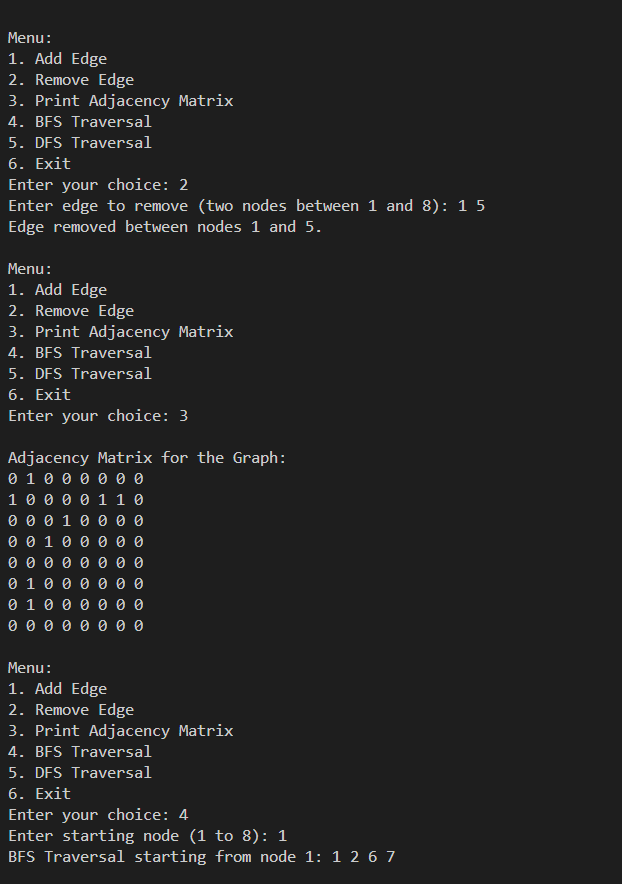 Menu:
1. Add Edge
2. Remove Edge
3. Print Adjacency Matrix
4. BFS Traversal
5. DFS Traversal
6. Exit
Enter your choice: 2
Enter edge to remove (two nodes between 1 and 8): 1 5
Edge removed between nodes 1 and 5.
Menu:
1. Add Edge
2. Remove Edge
3. Print Adjacency Matrix
4. BFS Traversal
5. DFS Traversal
6. Exit
Enter your choice: 3
Adjacency Matrix for the Graph:
0 1 0 0 0 0 0 0
1 0 0 0 0 1 1 0
0 0 0 1 0 0 0 0
0 0 1 0 0 0 0 0
0 0 0 0 0 0 0 0
0 1 0 0 0 0 0 0
0 1 0 0 0 0 0 0
0 0 0 0 0 0 0 0
Menu:
1. Add Edge
2. Remove Edge
3. Print Adjacency Matrix
4. BFS Traversal
5. DFS Traversal
6. Exit
Enter your choice: 4
Enter starting node (1 to 8): 1
BFS Traversal starting from node 1: 1 2 6 7